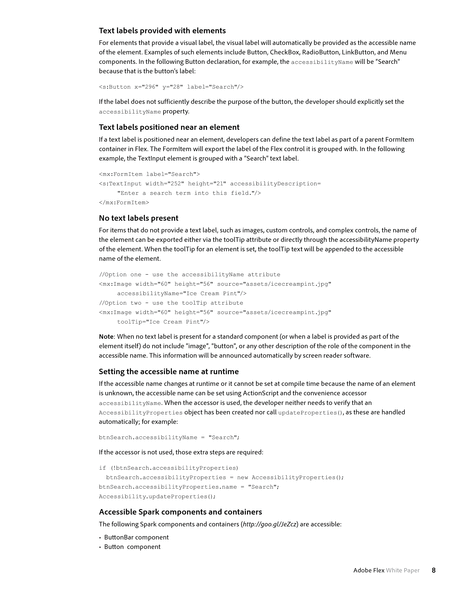 Text labels provided with elements
For elements that provide a visual label, the visual label will automatically be provided as the accessible name
of the element. Examples of such elements include Button, CheckBox, RadioButton, LinkButton, and Menu
components. In the following Button declaration, for example, the accessibilityName will be "Search"
because that is the button's label:
<s:Button x="296" y="28" label="Search"/>
If the label does not sufficiently describe the purpose of the button, the developer should explicitly set the
accessibilityName property.
Text labels positioned near an element
If a text label is positioned near an element, developers can define the text label as part of a parent FormItem
container in Flex. The FormItem will export the label of the Flex control it is grouped with. In the following
example, the TextInput element is grouped with a "Search" text label.
<mx:FormItem label="Search">
<s:TextInput width="252" height="21" accessibilityDescription=
"Enter a search term into this field."/>
</mx:FormItem>
No text labels present
For items that do not provide a text label, such as images, custom controls, and complex controls, the name of
the element can be exported either via the toolTip attribute or directly through the accessibilityName property
of the element. When the toolTip for an element is set, the toolTip text will be appended to the accessible
name of the element.
//Option one - use the accessibilityName attribute
<mx:Image width="60" height="56" source="assets/icecreampint.jpg"
accessibilityName="Ice Cream Pint"/>
//Option two - use the toolTip attribute
<mx:Image width="60" height="56" source="assets/icecreampint.jpg"
toolTip="Ice Cream Pint"/>
Note: When no text label is present for a standard component (or when a label is provided as part of the
element itself) do not include "image", "button", or any other description of the role of the component in the
accessible name. This information will be announced automatically by screen reader software.
Setting the accessible name at runtime
If the accessible name changes at runtime or it cannot be set at compile time because the name of an element
is unknown, the accessible name can be set using ActionScript and the convenience accessor
accessibilityName. When the accessor is used, the developer neither needs to verify that an
AccessibilityProperties object has been created nor call updateProperties(), as these are handled
automatically; for example:
btnSearch.accessibilityName = "Search";
If the accessor is not used, those extra steps are required:
if (!btnSearch.accessibilityProperties)
btnSearch.accessibilityProperties = new AccessibilityProperties();
btnSearch.accessibilityProperties.name = "Search";
Accessibility.updateProperties();
Accessible Spark components and containers
The following Spark components and containers (http://goo.gl/JeZcz) are accessible:
• ButtonBar component
• Button component
Adobe Flex White Paper 8